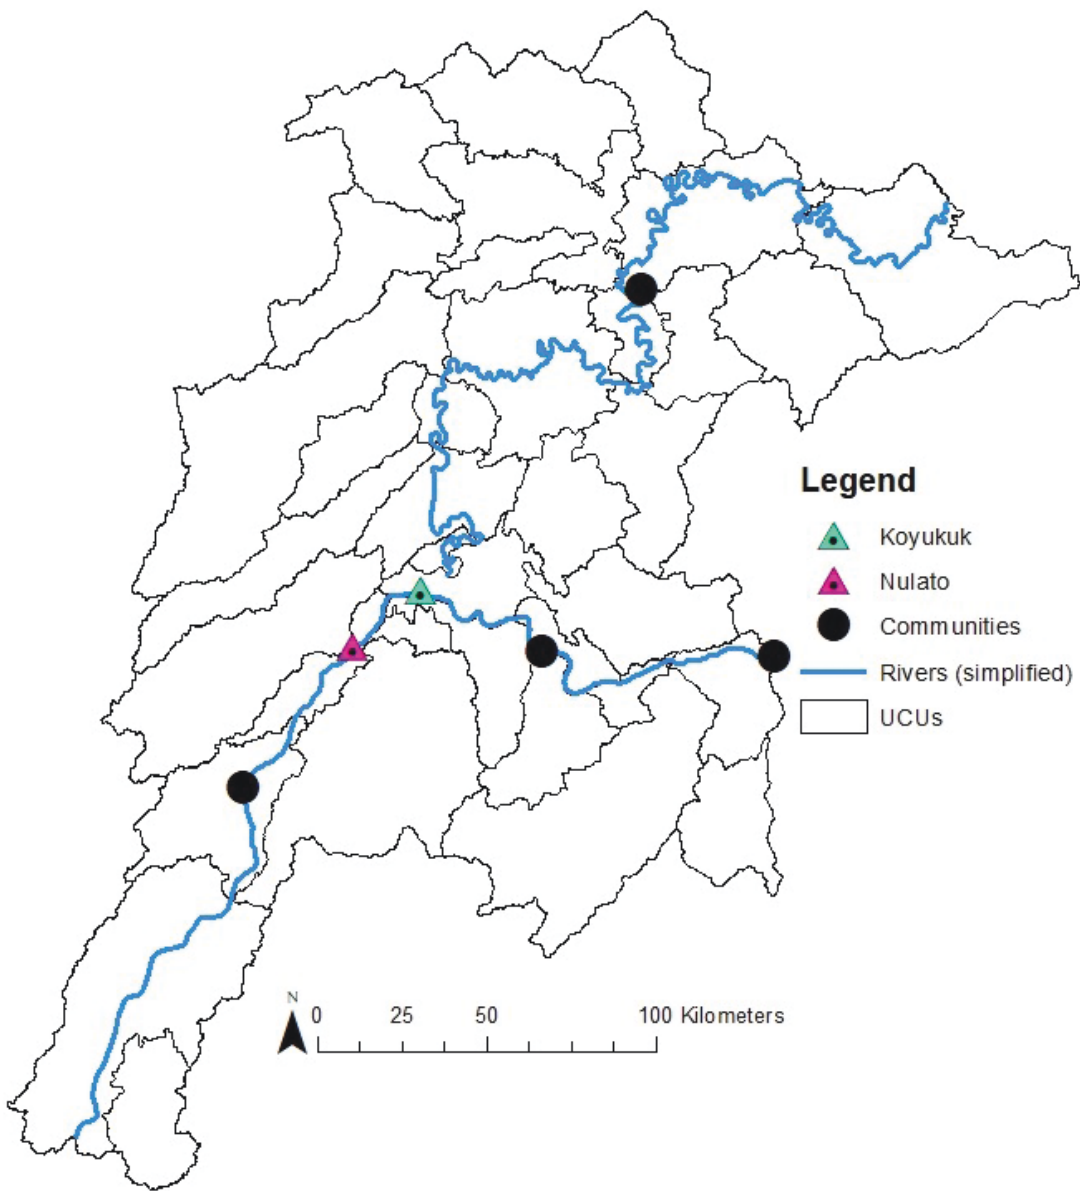 Legend
Koyukuk
Nulato
Communities
Rivers (simplified)
UCUs
N
0 25 50 100 Kilometers